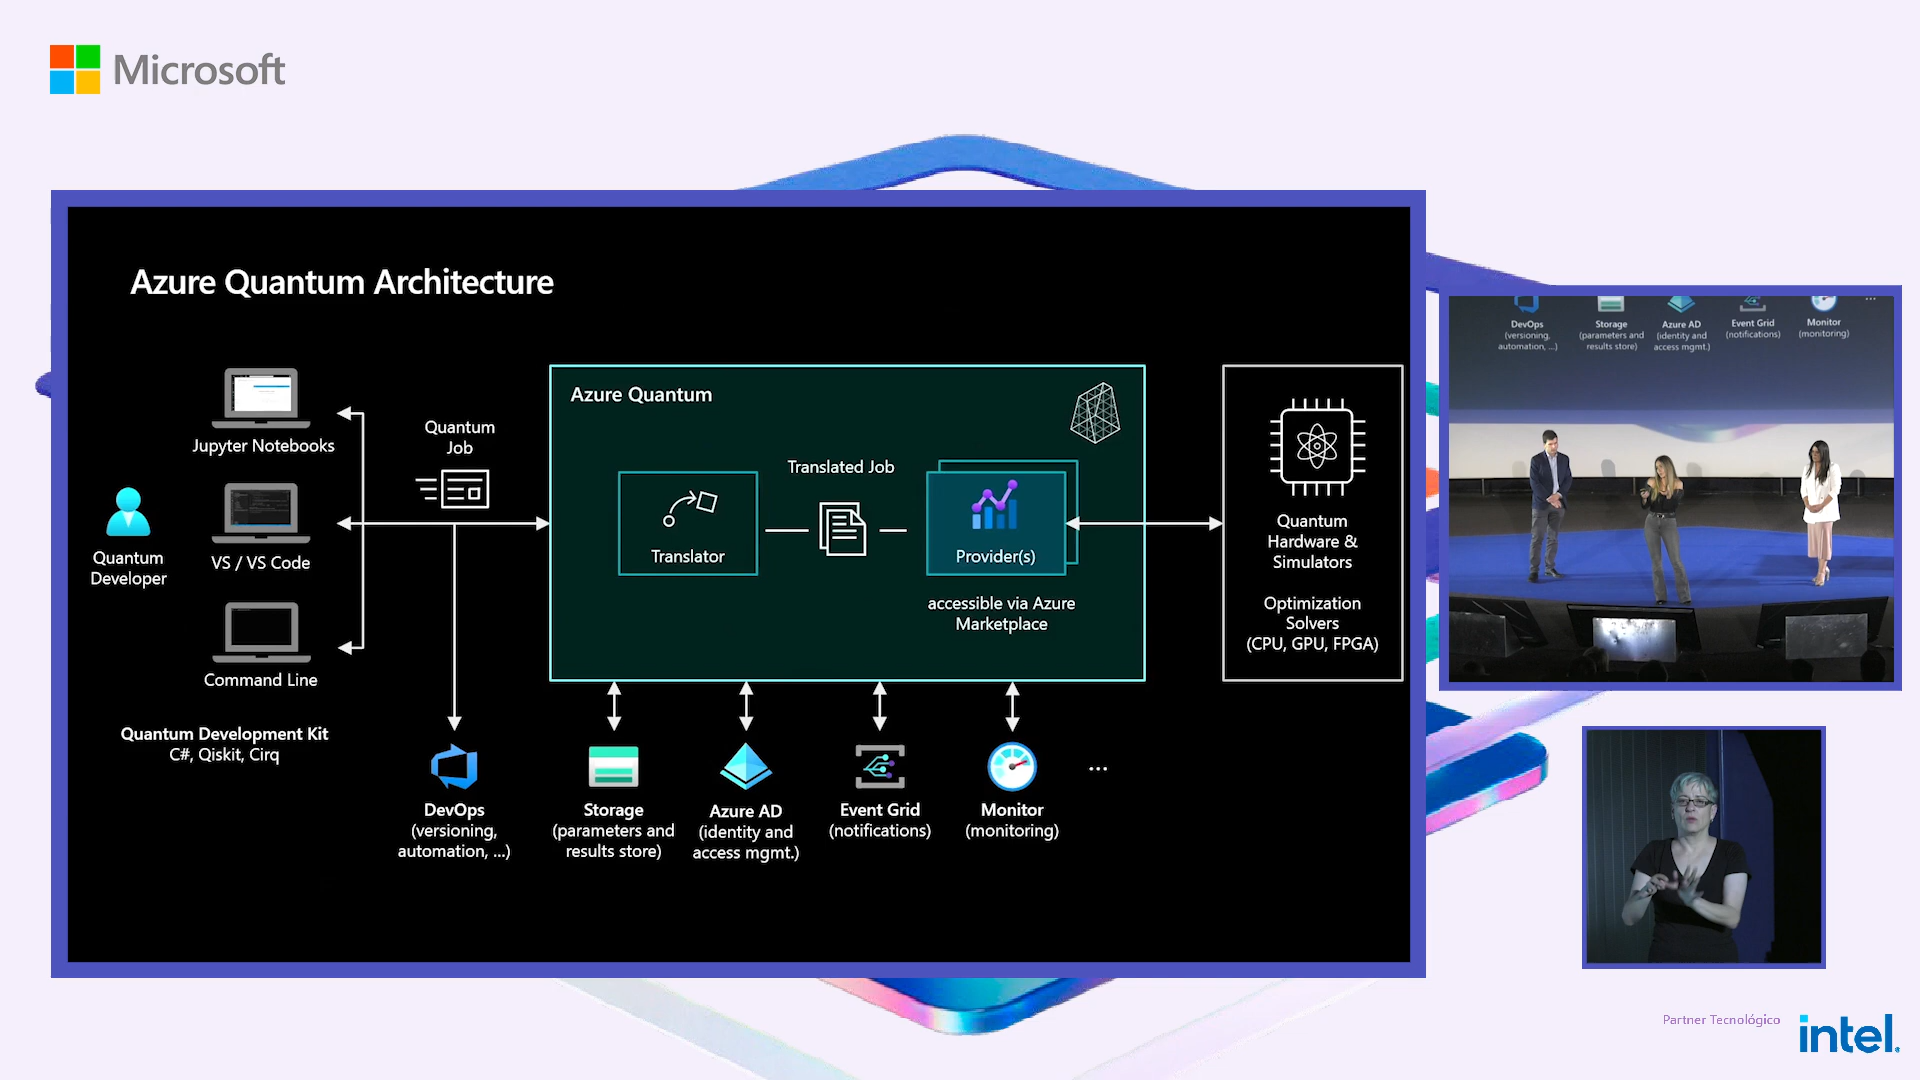 Microsoft
Azure Quantum Architecture
Jupyter Notebooks
Quantum
Developer
VS / VS Code
Command Line
Quantum Development Kit
C#, Qiskit, Cirq
Quantum
Job
Azure Quantum
Translator
Translated Job
Provider(s)
accessible via Azure
Marketplace
Quantum
Hardware &
Simulators
Optimization
Solvers
(CPU, GPU, FPGA)
DevOps
(versioning,
automation, ...)
Storage
(parameters and
results store)
Azure AD
(identity and
access mgmt.)
Event Grid
(notifications)
Monitor
(monitoring)
...
DevOps
(versioning,
automation, ...)
Storage
(parameters and
results store)
Azure AD
(identity and
access mgmt.)
Event Grid
(notifications)
Monitor
(monitoring)
...
Partner Tecnológico
intel.